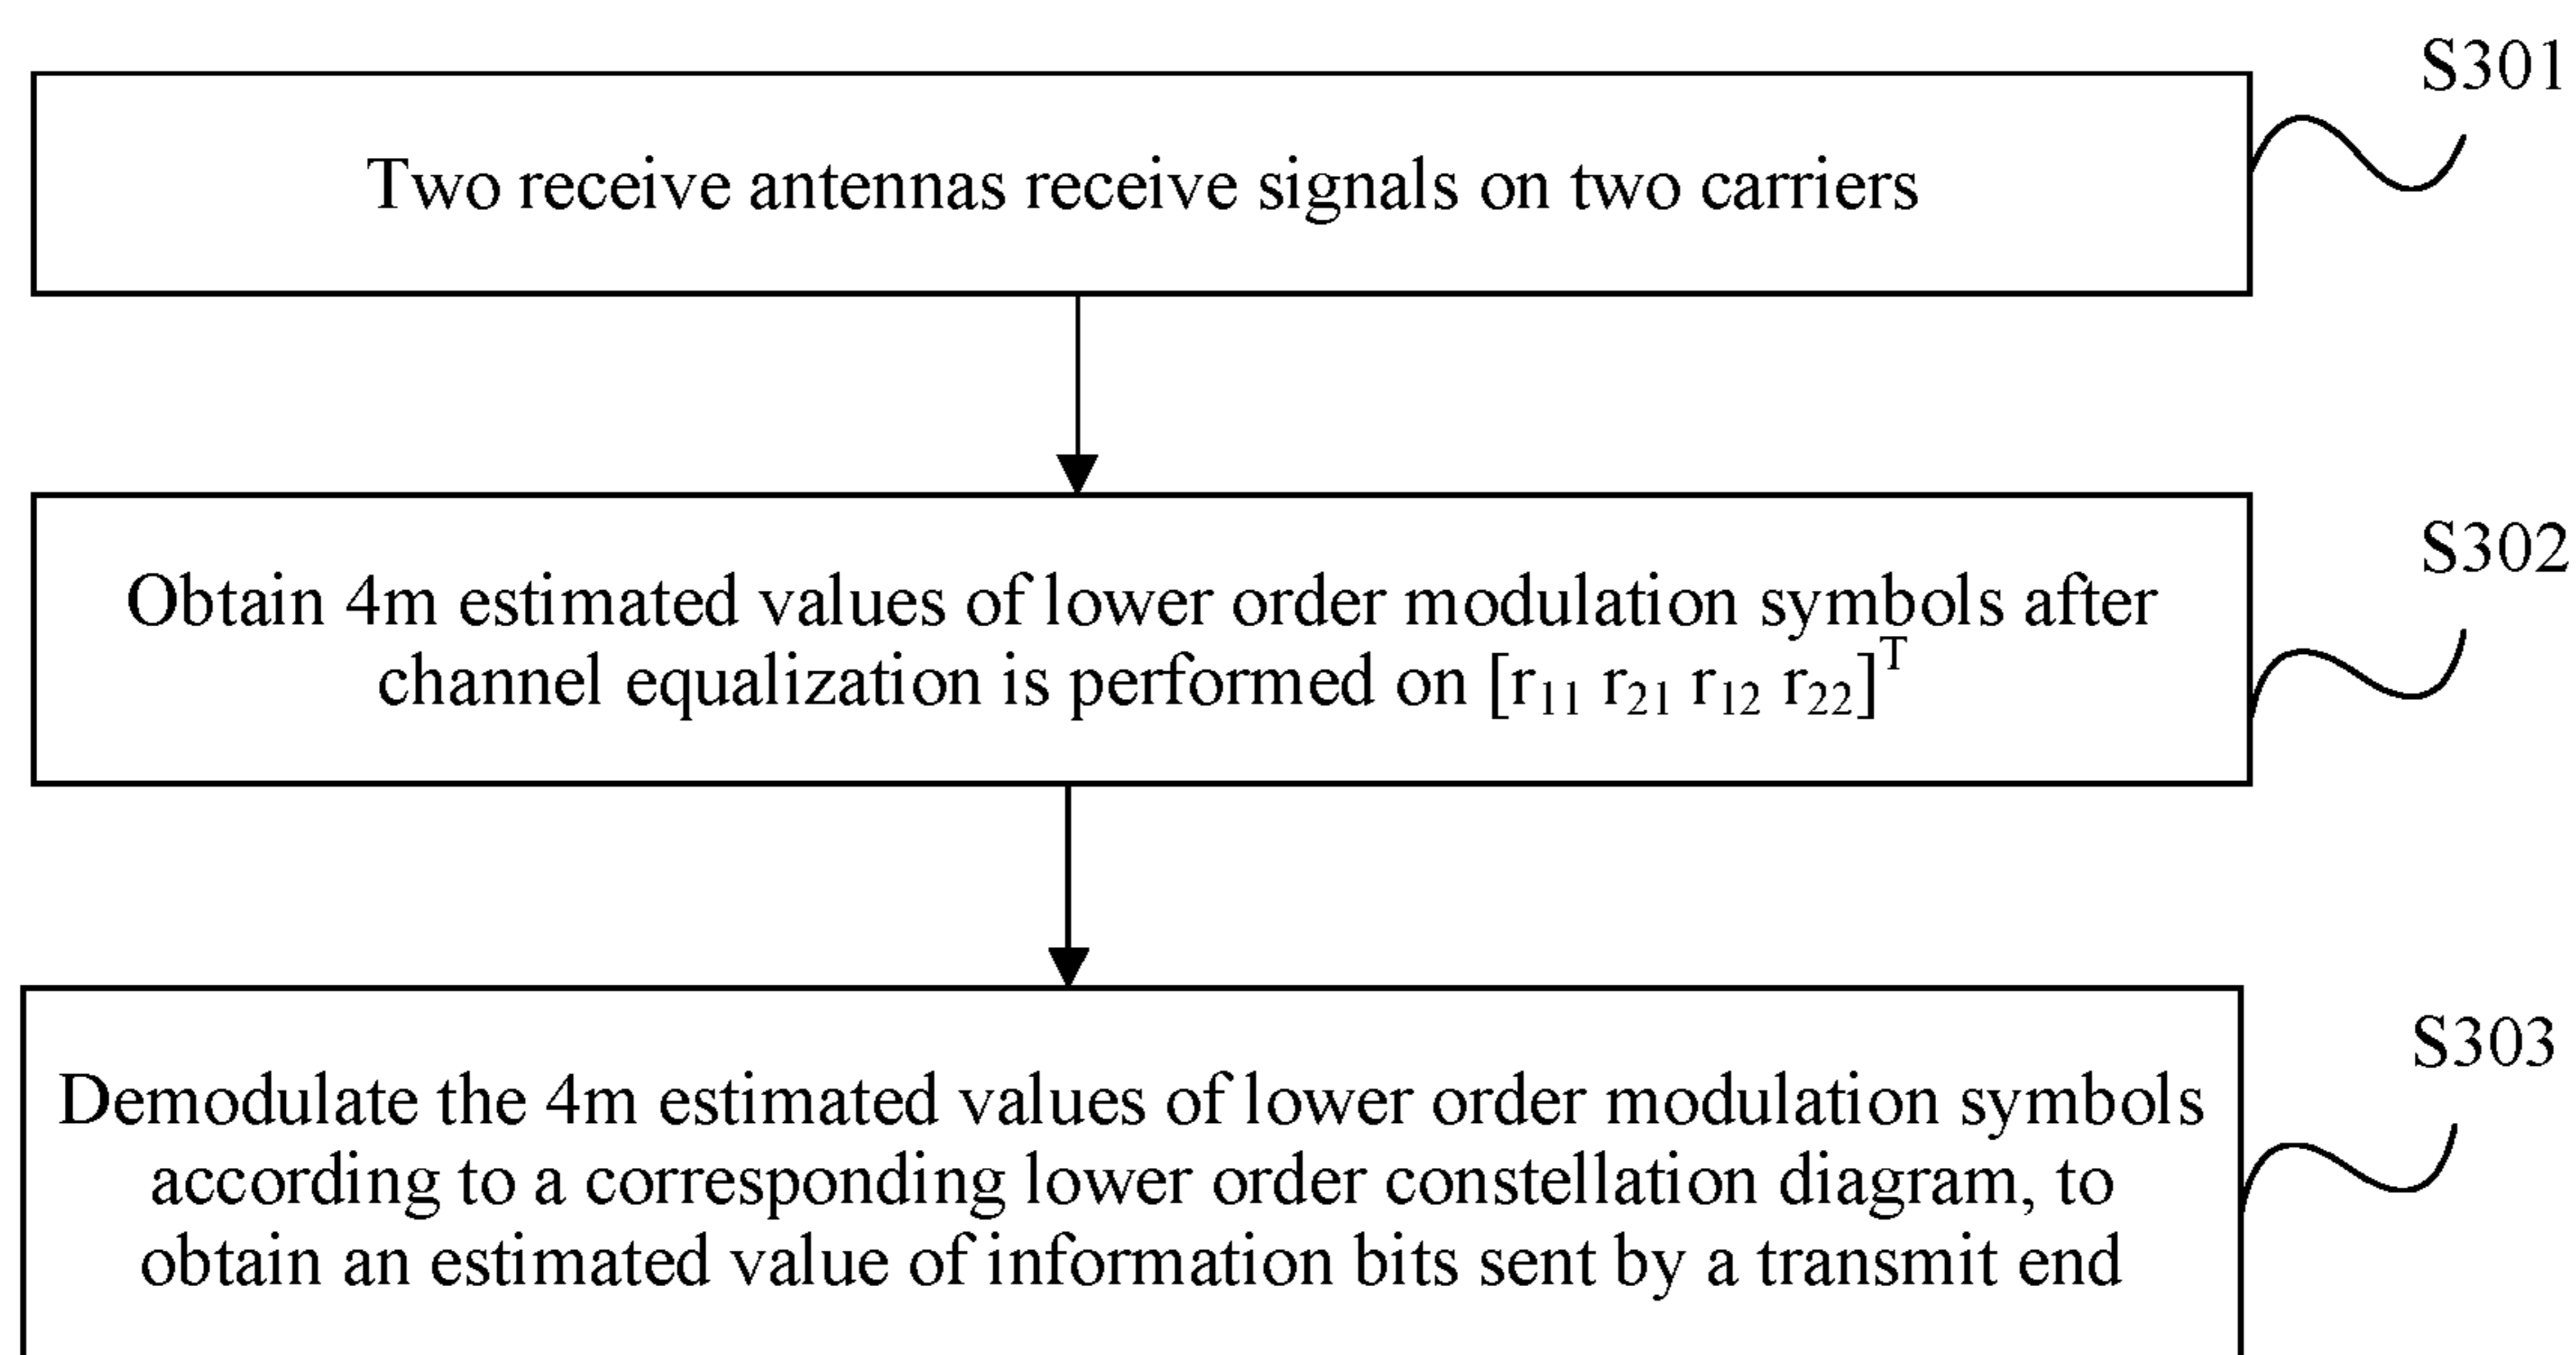 S301
Two receive antennas receive signals on two carriers
S302
Obtain 4m estimated values of lower order modulation symbols after
channel equalization is performed on [r₁₁ r₂₁ r₁₂ r₂₂]ᵀ
S303
Demodulate the 4m estimated values of lower order modulation symbols
according to a corresponding lower order constellation diagram, to
obtain an estimated value of information bits sent by a transmit end